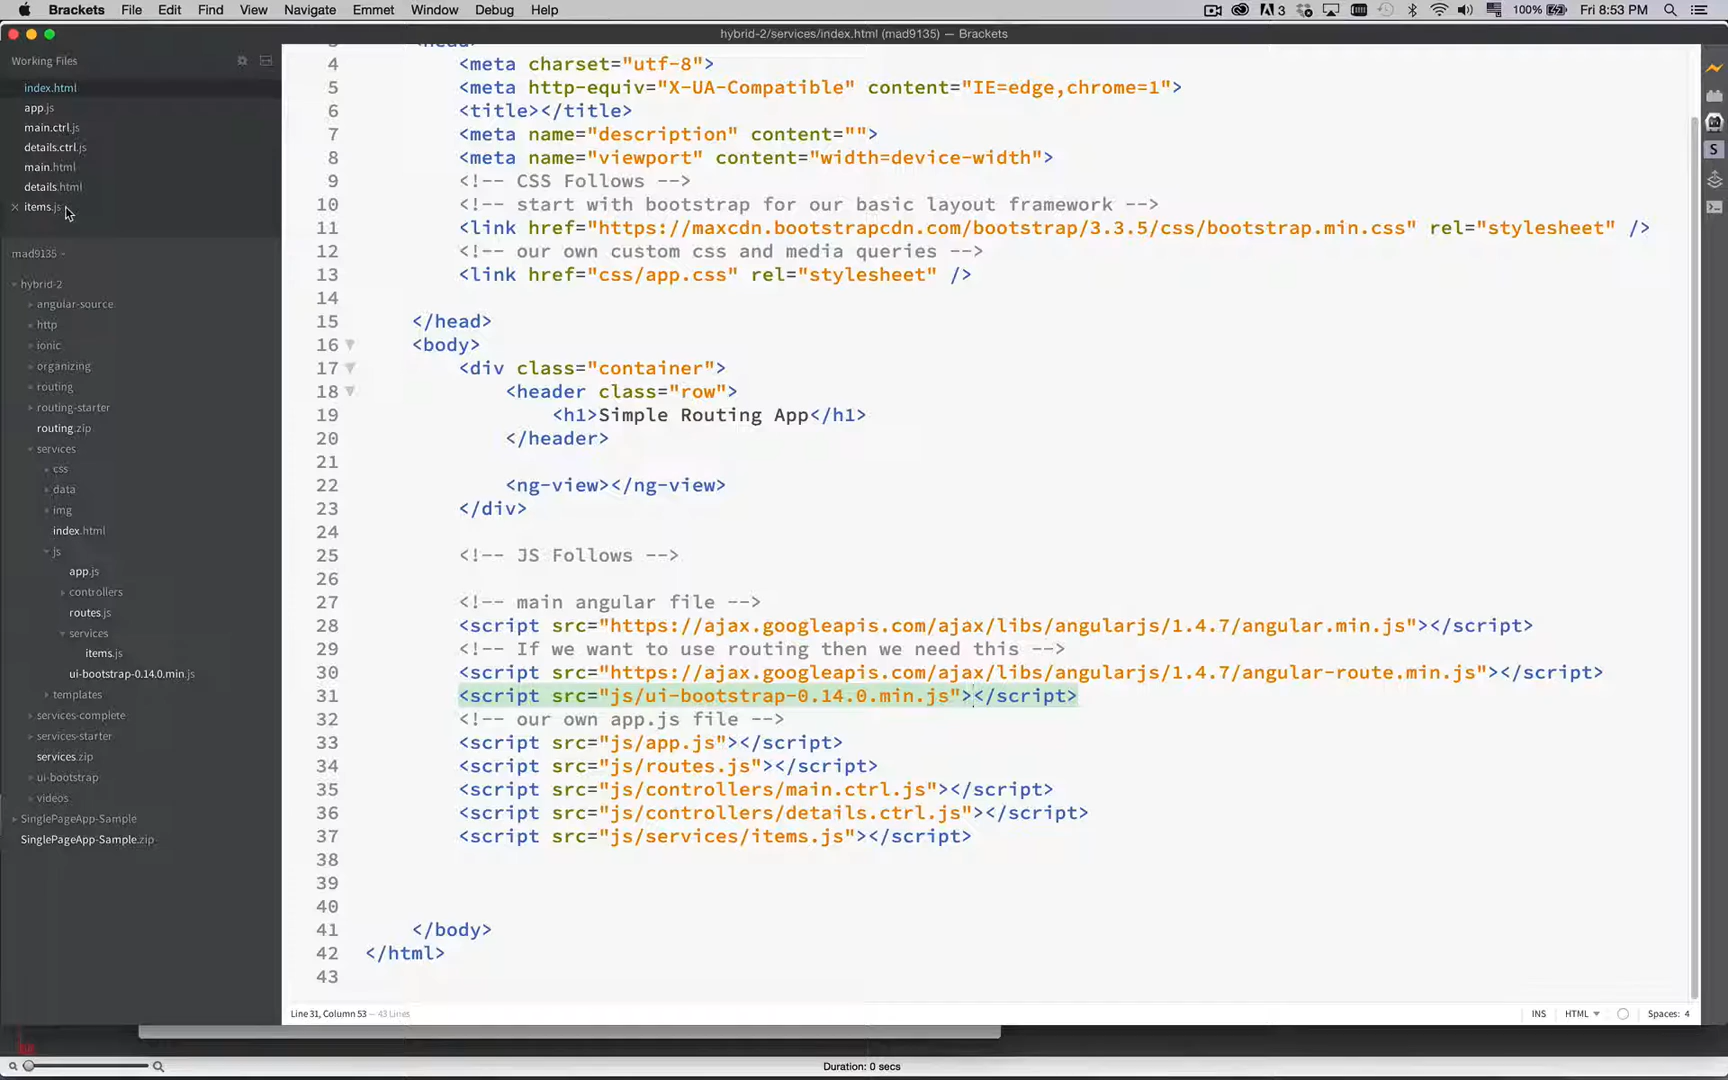 Brackets File Edit Find View Navigate Emmet Window Debug Help
3 100% Fri 8:53 PM
hybrid-2/services/index.html (mad9135) — Brackets
Working Files
index.html
app.js
main.ctrl.js
details.ctrl.js
main.html
details.html
items.js
mad9135
hybrid-2
angular-source
http
ionic
organizing
routing
routing-starter
routing.zip
services
css
data
img
index.html
js
app.js
controllers
routes.js
services
items.js
ui-bootstrap-0.14.0.min.js
templates
services-complete
services-starter
services.zip
ui-bootstrap
videos
SinglePageApp-Sample
SinglePageApp-Sample.zip
3 <head>
4 <meta charset="utf-8">
5 <meta http-equiv="X-UA-Compatible" content="IE=edge,chrome=1">
6 <title></title>
7 <meta name="description" content="">
8 <meta name="viewport" content="width=device-width">
9 <!-- CSS Follows -->
10 <!-- start with bootstrap for our basic layout framework -->
11 <link href="https://maxcdn.bootstrapcdn.com/bootstrap/3.3.5/css/bootstrap.min.css" rel="stylesheet" />
12 <!-- our own custom css and media queries -->
13 <link href="css/app.css" rel="stylesheet" />
14
15 </head>
16 <body>
17 <div class="container">
18 <header class="row">
19 <h1>Simple Routing App</h1>
20 </header>
21
22 <ng-view></ng-view>
23 </div>
24
25 <!-- JS Follows -->
26
27 <!-- main angular file -->
28 <script src="https://ajax.googleapis.com/ajax/libs/angularjs/1.4.7/angular.min.js"></script>
29 <!-- If we want to use routing then we need this -->
30 <script src="https://ajax.googleapis.com/ajax/libs/angularjs/1.4.7/angular-route.min.js"></script>
31 <script src="js/ui-bootstrap-0.14.0.min.js"></script>
32 <!-- our own app.js file -->
33 <script src="js/app.js"></script>
34 <script src="js/routes.js"></script>
35 <script src="js/controllers/main.ctrl.js"></script>
36 <script src="js/controllers/details.ctrl.js"></script>
37 <script src="js/services/items.js"></script>
38
39
40
41 </body>
42 </html>
43
Line 31, Column 53 — 43 Lines
INS HTML Spaces: 4
Duration: 0 secs